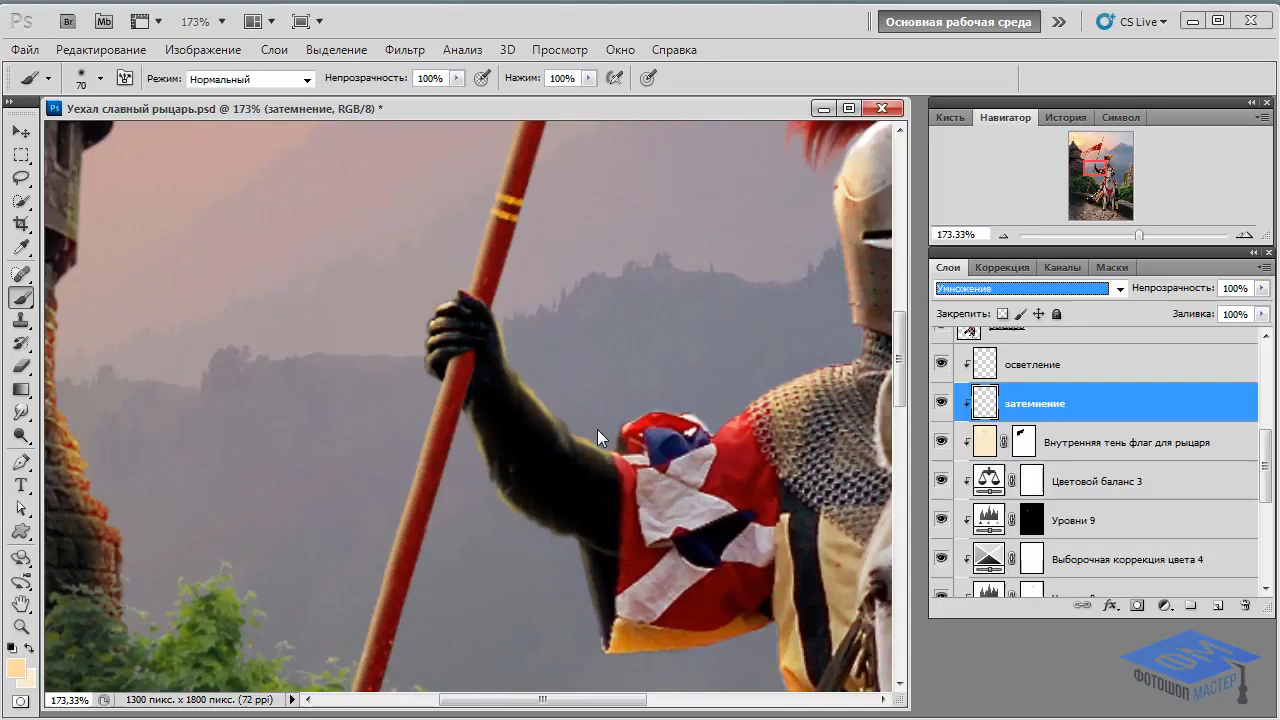 Ps
Br
Mb
173%
Основная рабочая среда
CS Live
Файл
Редактирование
Изображение
Слои
Выделение
Фильтр
Анализ
3D
Просмотр
Окно
Справка
70
Режим:
Нормальный
Непрозрачность:
100%
Нажим:
100%
Ps
Уехал славный рыцарь.psd @ 173% (затемнение, RGB/8) *
Кисть
Навигатор
История
Символ
173.33%
Слои
Коррекция
Каналы
Маски
Умножение
Непрозрачность:
100%
Закрепить:
Заливка:
100%
рыцарь
осветление
затемнение
Внутренняя тень флаг для рыцаря
Цветовой баланс 3
Уровни 9
Выборочная коррекция цвета 4
fx
T
173,33%
1300 пикс. x 1800 пикс. (72 ppi)
ФМ
ФОТОШОП МАСТЕР